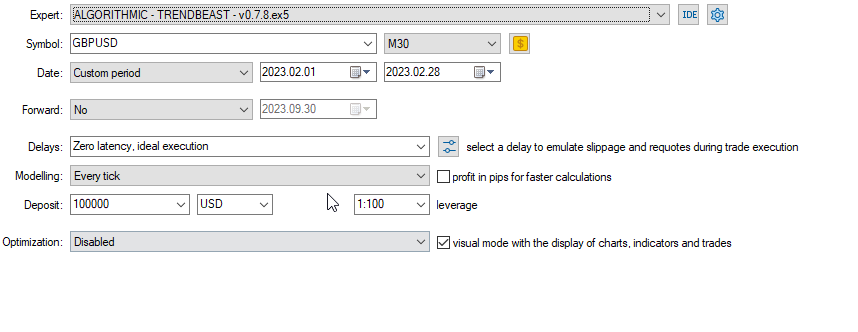 Expert: ALGORITHMIC - TRENDBEAST - v0.7.8.ex5 IDE
Symbol: GBPUSD M30 $
Date: Custom period 2023.02.01 2023.02.28
Forward: No 2023.09.30
Delays: Zero latency, ideal execution select a delay to emulate slippage and requotes during trade execution
Modelling: Every tick profit in pips for faster calculations
Deposit: 100000 USD 1:100 leverage
Optimization: Disabled visual mode with the display of charts, indicators and trades